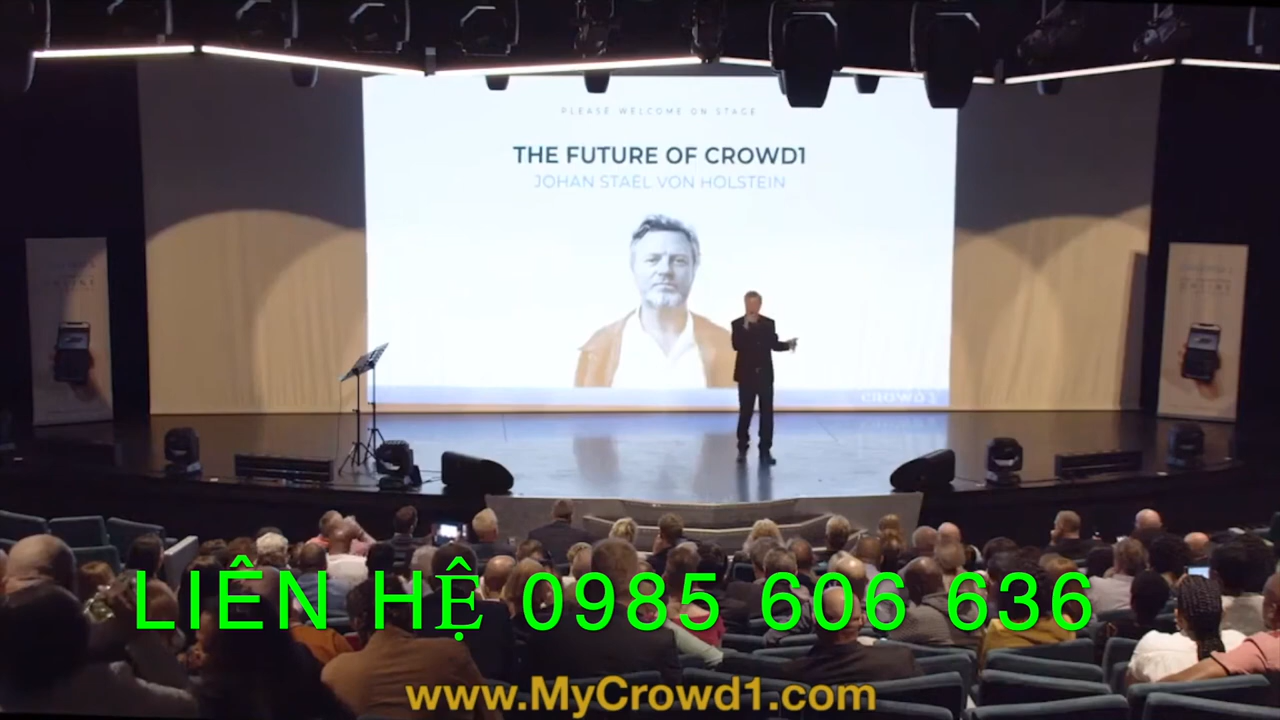 PLEASE WELCOME ON STAGE
THE FUTURE OF CROWD1
JOHAN STAËL VON HOLSTEIN
CROWD1
LIÊN HỆ 0985 606 636
www.MyCrowd1.com